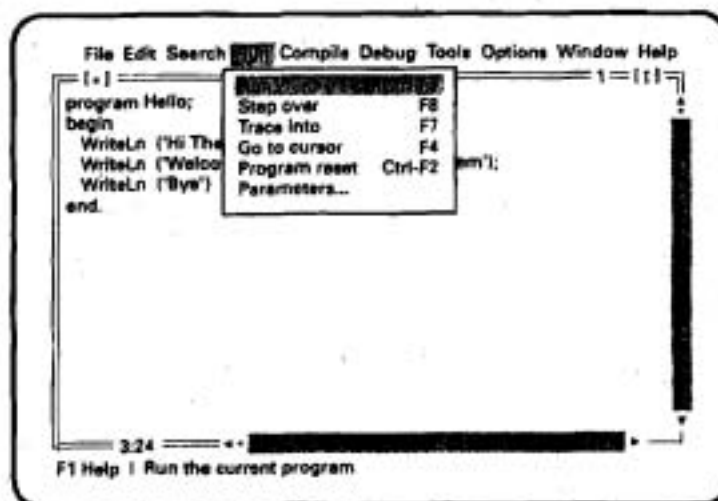 File Edit Search Run Compile Debug Tools Options Window Help
1
program Hello;
begin
WriteLn ('Hi The
WriteLn ('Welco em');
WriteLn ('Bye')
end.
Step over F8
Trace into F7
Go to cursor F4
Program reset Ctrl-F2
Parameters...
3:24
F1 Help | Run the current program